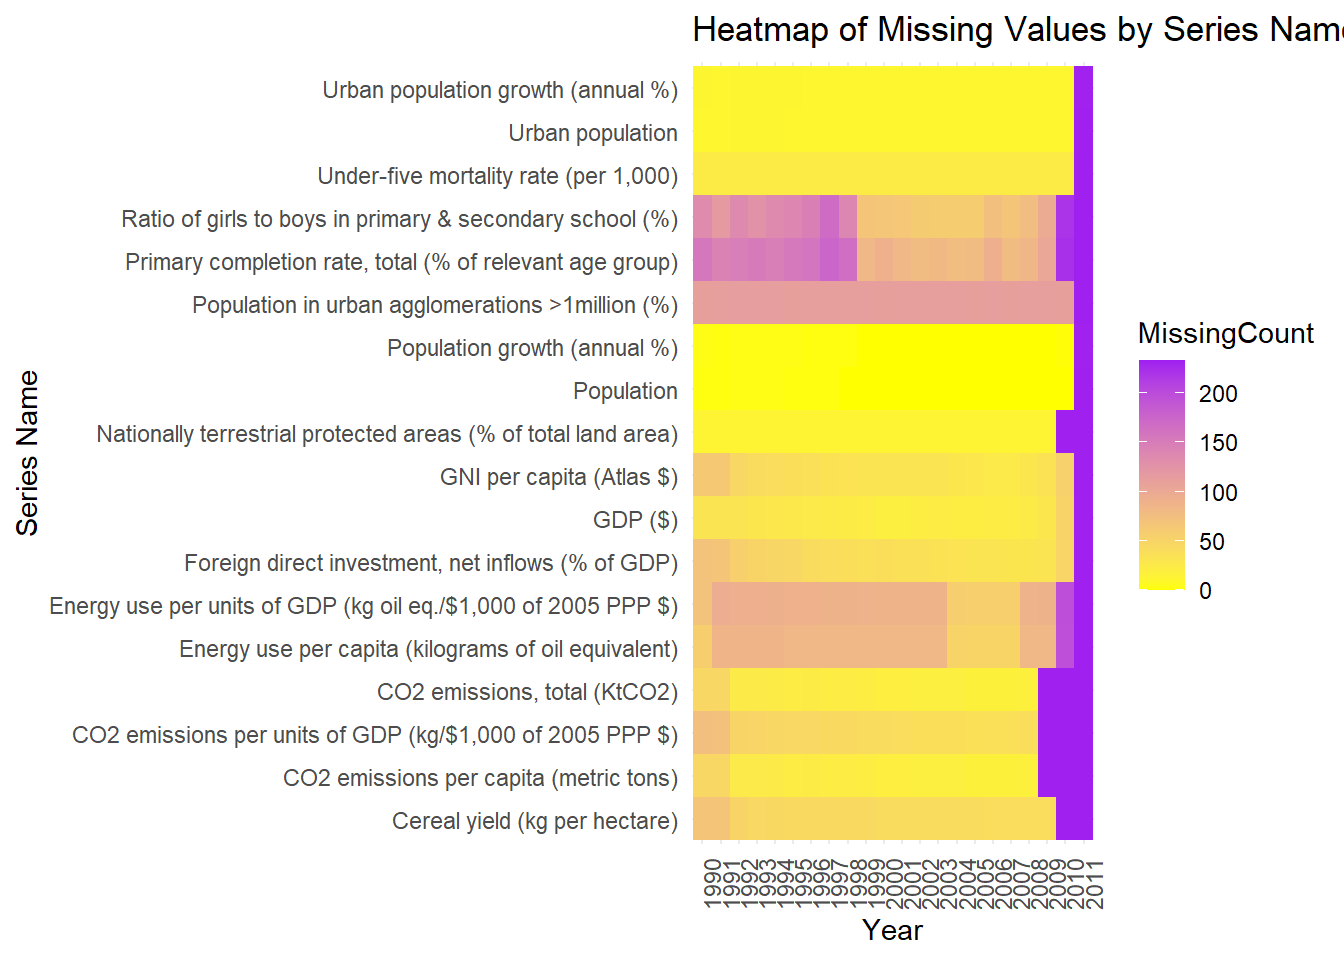 Heatmap of Missing Values by Series Name
Urban population growth (annual %)
Urban population
Under-five mortality rate (per 1,000)
Ratio of girls to boys in primary & secondary school (%)
Primary completion rate, total (% of relevant age group)
Population in urban agglomerations >1million (%)
Population growth (annual %)
Population
Nationally terrestrial protected areas (% of total land area)
GNI per capita (Atlas $)
GDP ($)
Foreign direct investment, net inflows (% of GDP)
Energy use per units of GDP (kg oil eq./$1,000 of 2005 PPP $)
Energy use per capita (kilograms of oil equivalent)
CO2 emissions, total (KtCO2)
CO2 emissions per units of GDP (kg/$1,000 of 2005 PPP $)
CO2 emissions per capita (metric tons)
Cereal yield (kg per hectare)
Series Name
1990
1991
1992
1993
1994
1995
1996
1997
1998
1999
2000
2001
2002
2003
2004
2005
2006
2007
2008
2009
2010
2011
Year
MissingCount
200
150
100
50
0